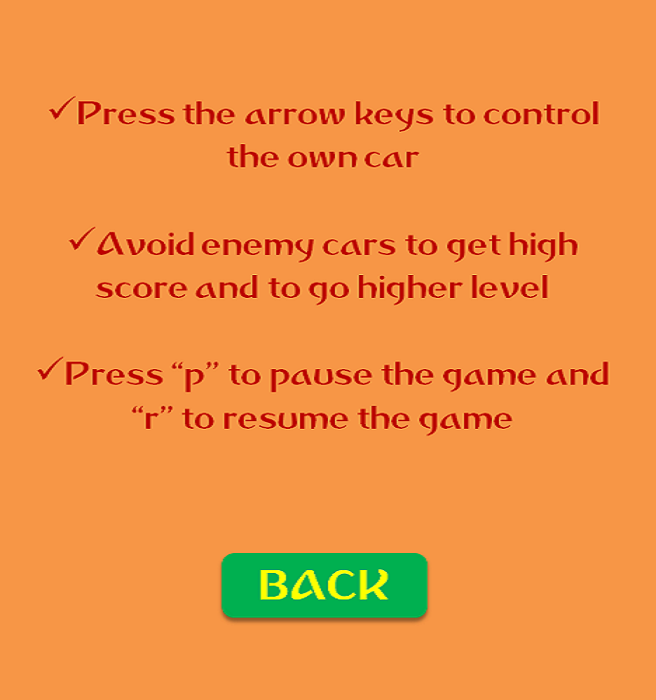 ✓Press the arrow keys to control
the own car
✓Avoid enemy cars to get high
score and to go higher level
✓Press “p” to pause the game and
“r” to resume the game
BACK